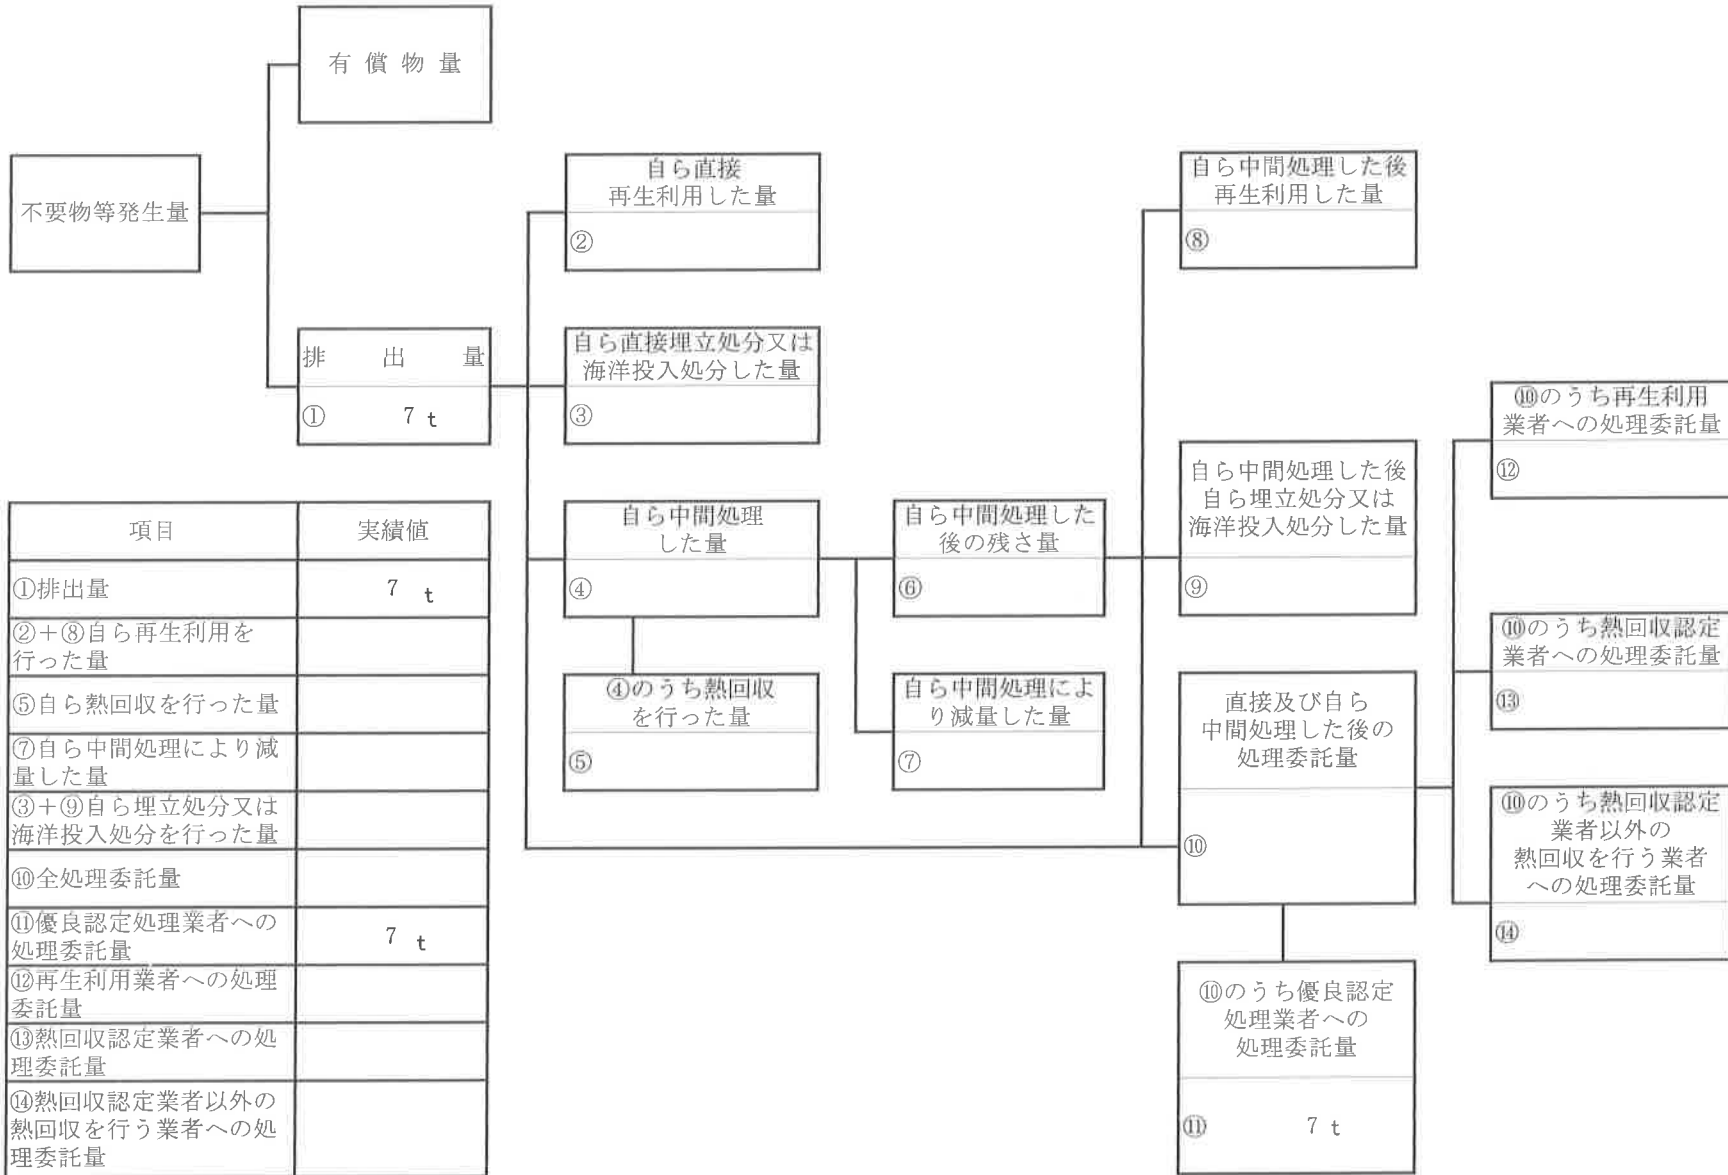 有償物量
不要物等発生量
排出量
① 7 t
自ら直接
再生利用した量
②
自ら直接埋立処分又は
海洋投入処分した量
③
自ら中間処理
した量
④
④のうち熱回収
を行った量
⑤
自ら中間処理した
後の残さ量
⑥
自ら中間処理によ
り減量した量
⑦
自ら中間処理した後
再生利用した量
⑧
自ら中間処理した後
自ら埋立処分又は
海洋投入処分した量
⑨
直接及び自ら
中間処理した後の
処理委託量
⑩
⑩のうち優良認定
処理業者への
処理委託量
⑪ 7 t
⑩のうち再生利用
業者への処理委託量
⑫
⑩のうち熱回収認定
業者への処理委託量
⑬
⑩のうち熱回収認定
業者以外の
熱回収を行う業者
への処理委託量
⑭
項目 実績値
①排出量 7 t
②+⑧自ら再生利用を
行った量
⑤自ら熱回収を行った量
⑦自ら中間処理により減
量した量
③+⑨自ら埋立処分又は
海洋投入処分を行った量
⑩全処理委託量
⑪優良認定処理業者への
処理委託量 7 t
⑫再生利用業者への処理
委託量
⑬熱回収認定業者への処
理委託量
⑭熱回収認定業者以外の
熱回収を行う業者への処
理委託量